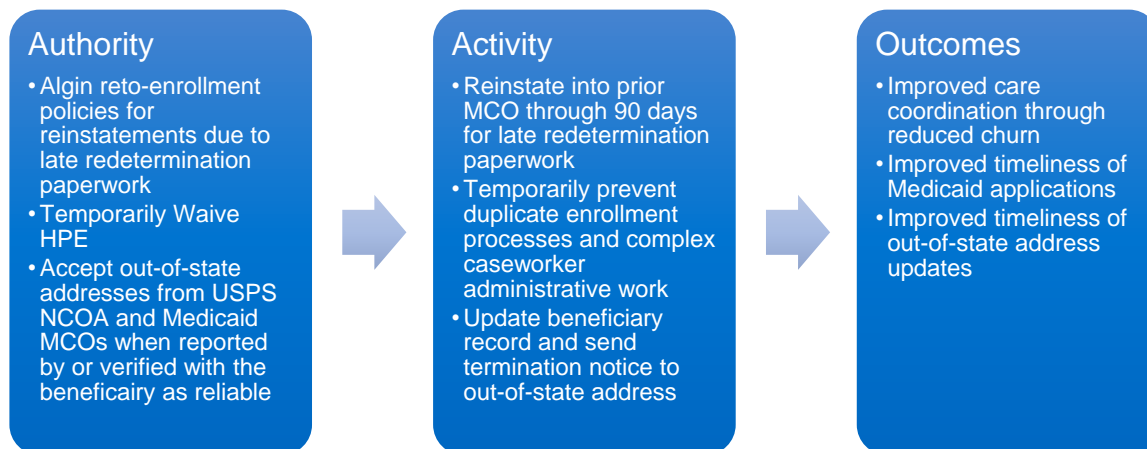 Authority
• Algin reto-enrollment
policies for
reinstatements due to
late redetermination
paperwork
• Temporarily Waive
HPE
• Accept out-of-state
addresses from USPS
NCOA and Medicaid
MCOs when reported
by or verified with the
beneficairy as reliable
Activity
• Reinstate into prior
MCO through 90 days
for late redetermination
paperwork
• Temporarily prevent
duplicate enrollment
processes and complex
caseworker
administrative work
• Update beneficiary
record and send
termination notice to
out-of-state address
Outcomes
• Improved care
coordination through
reduced churn
• Improved timeliness of
Medicaid applications
• Improved timeliness of
out-of-state address
updates